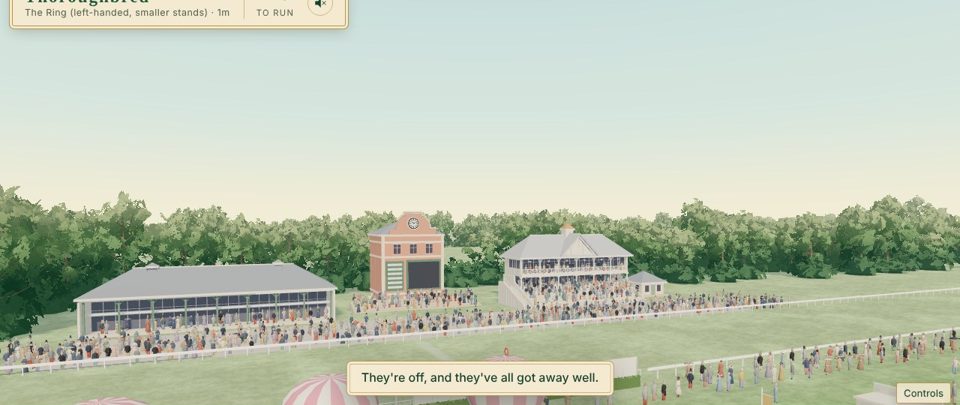 Thoroughbred
The Ring (left-handed, smaller stands) · 1m
TO RUN
They're off, and they've all got away well.
Controls